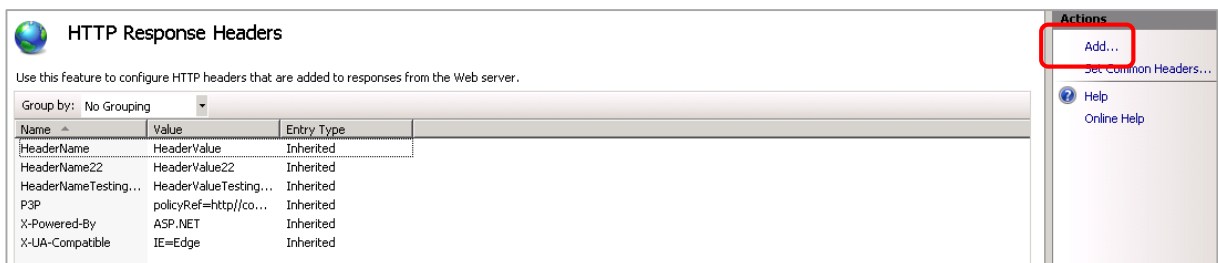 HTTP Response Headers
Use this feature to configure HTTP headers that are added to responses from the Web server.
Group by: No Grouping
Name Value Entry Type
HeaderName HeaderValue Inherited
HeaderName22 HeaderValue22 Inherited
HeaderNameTesting... HeaderValueTesting... Inherited
P3P policyRef=http//co... Inherited
X-Powered-By ASP.NET Inherited
X-UA-Compatible IE=Edge Inherited
Actions
Add...
Set Common Headers...
Help
Online Help